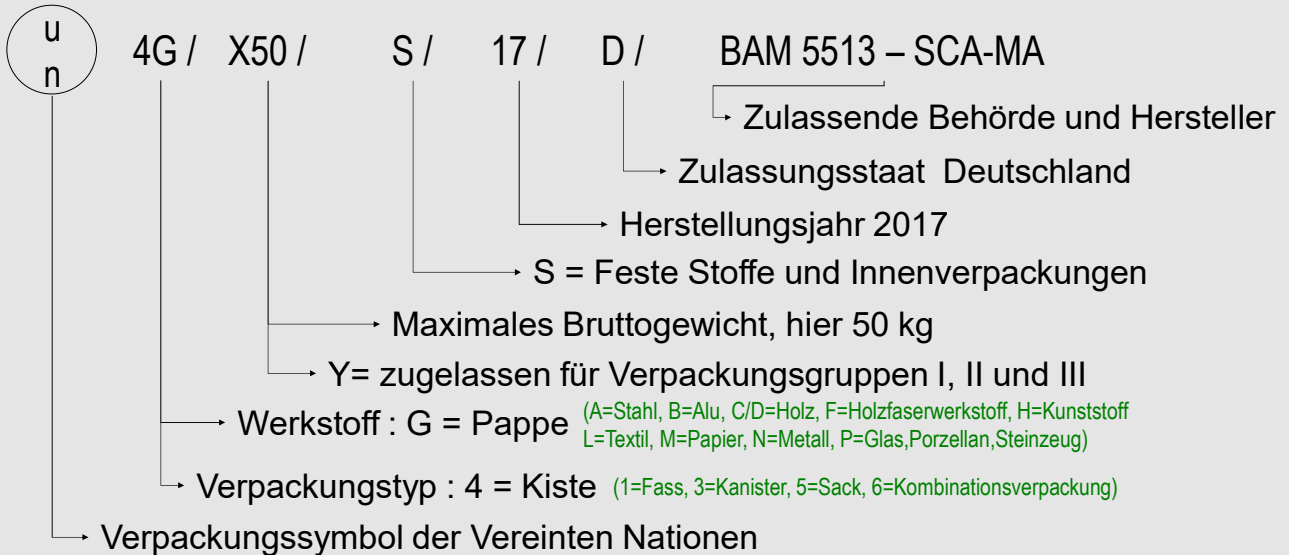 u
n
4G / X50 / S / 17 / D / BAM 5513 – SCA-MA
Zulassende Behörde und Hersteller
Zulassungsstaat Deutschland
Herstellungsjahr 2017
S = Feste Stoffe und Innenverpackungen
Maximales Bruttogewicht, hier 50 kg
Y= zugelassen für Verpackungsgruppen I, II und III
Werkstoff : G = Pappe (A=Stahl, B=Alu, C/D=Holz, F=Holzfaserwerkstoff, H=Kunststoff
L=Textil, M=Papier, N=Metall, P=Glas,Porzellan,Steinzeug)
Verpackungstyp : 4 = Kiste (1=Fass, 3=Kanister, 5=Sack, 6=Kombinationsverpackung)
Verpackungssymbol der Vereinten Nationen